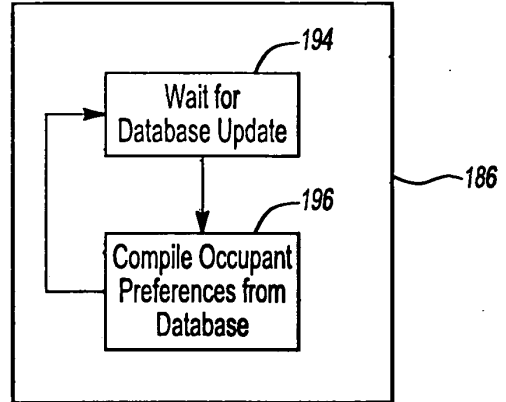 194
Wait for
Database Update
186
196
Compile Occupant
Preferences from
Database